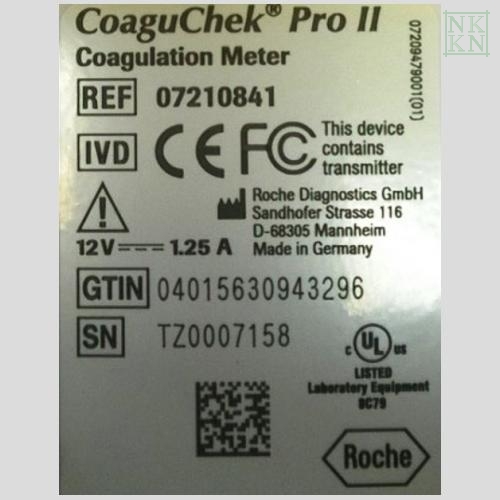 CoaguChek® Pro II
Coagulation Meter
REF 07210841
07209479001(01)
IVD CE FC
This device
contains
transmitter
Roche Diagnostics GmbH
Sandhofer Strasse 116
D-68305 Mannheim
Made in Germany
12V 1.25 A
GTIN 04015630943296
SN TZ0007158
c UL us
LISTED
Laboratory Equipment
8C79
Roche
NK
KN